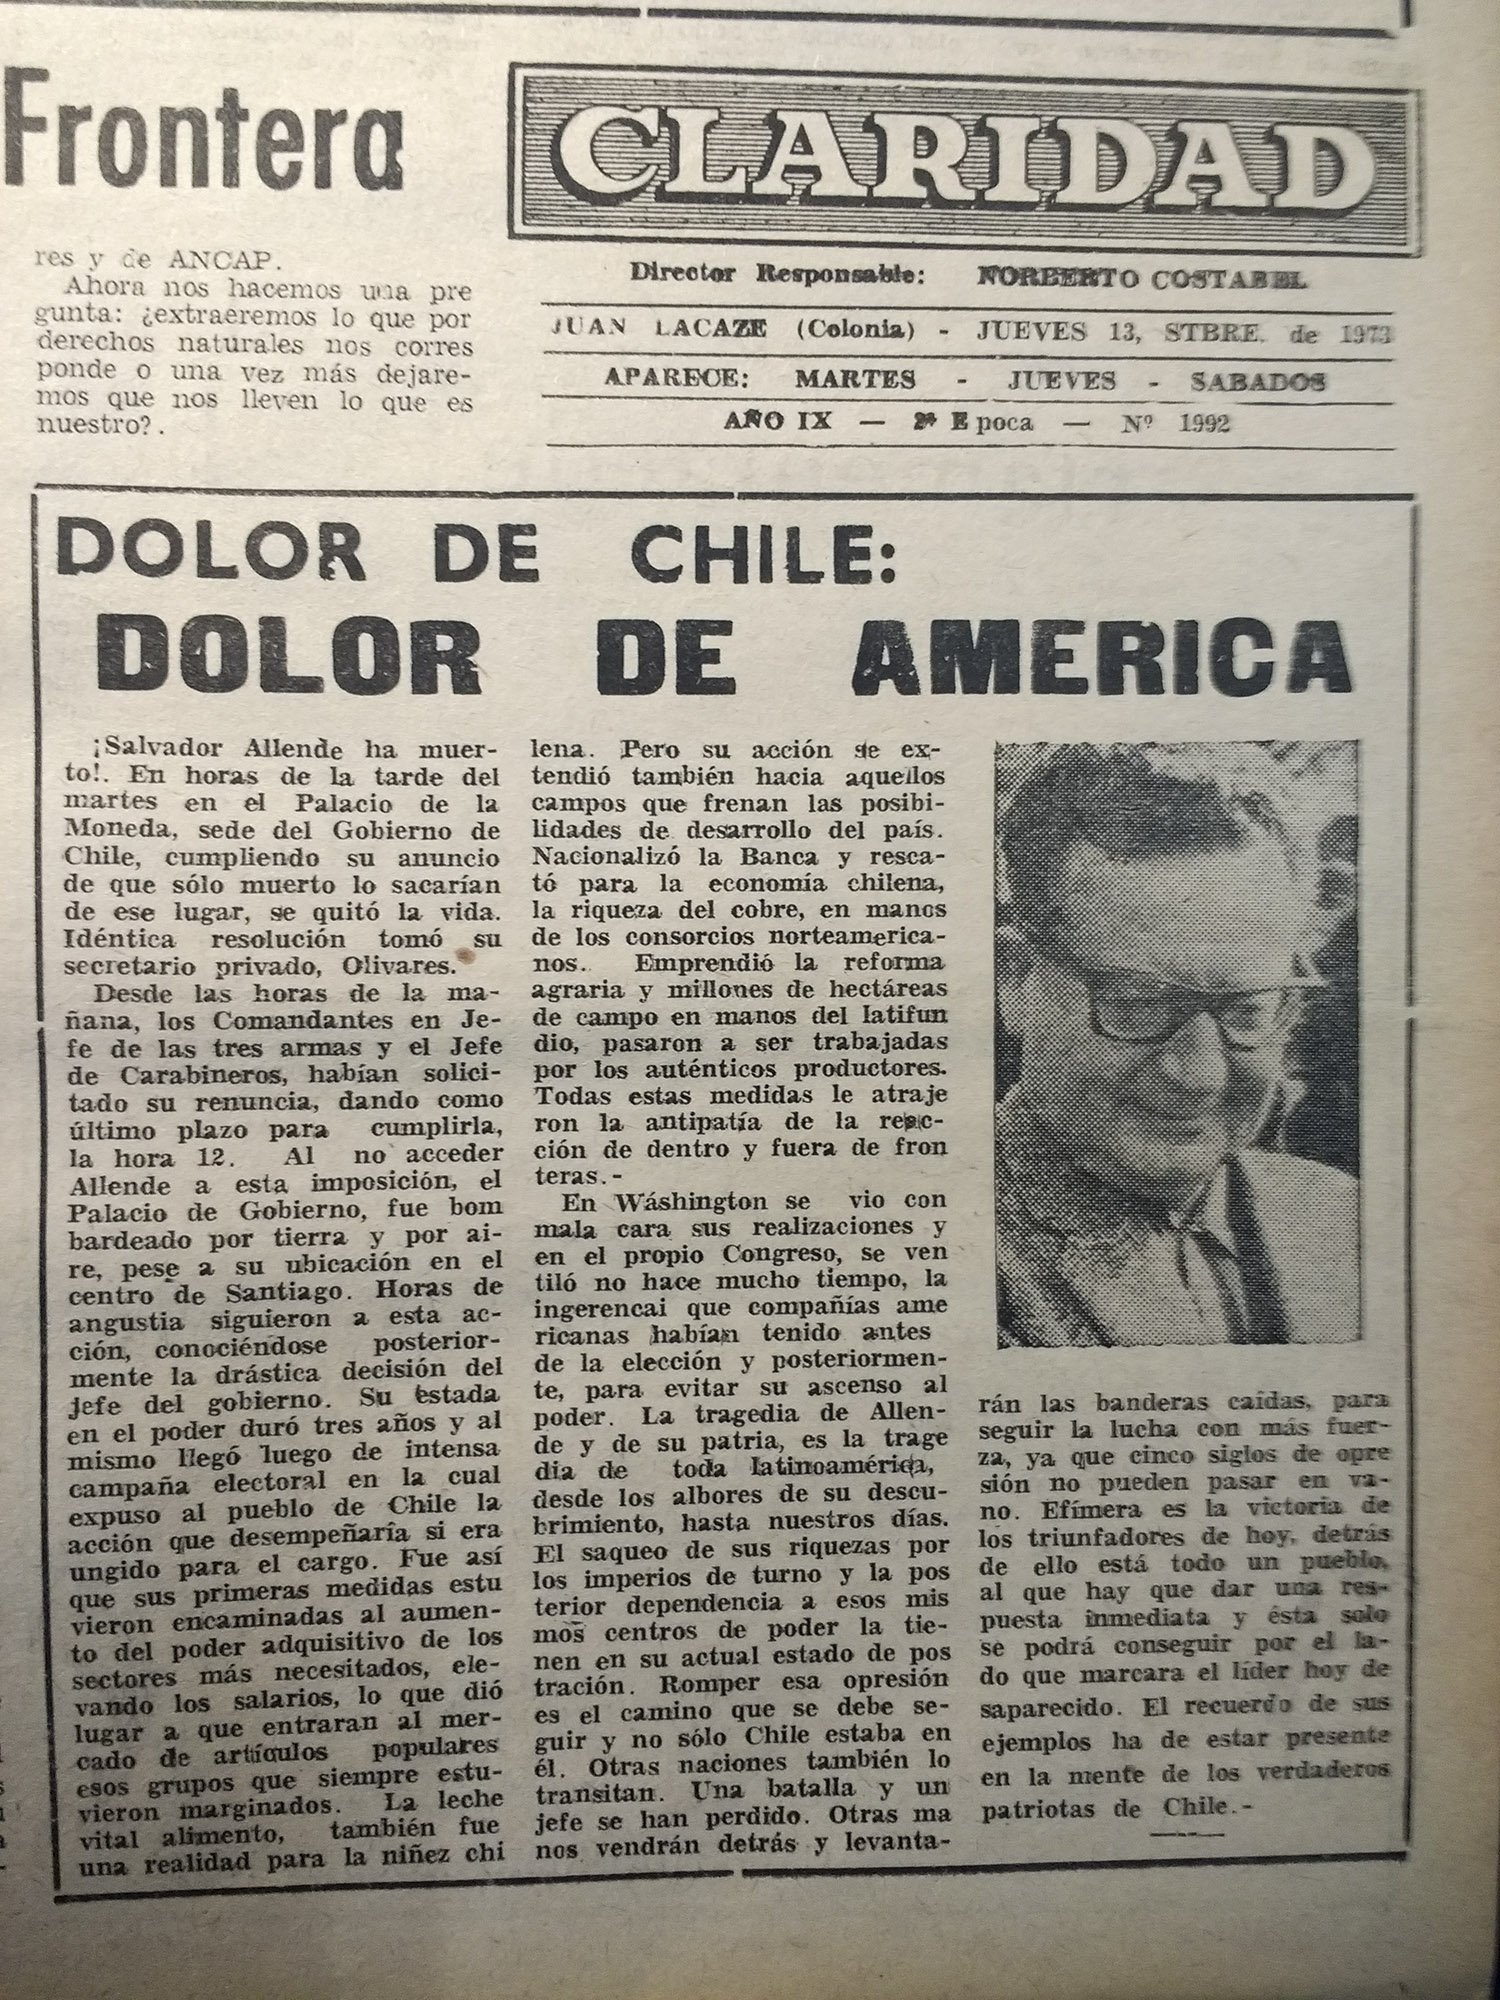 Frontera
res y de ANCAP.
Ahora nos hacemos una pre
gunta: ¿extraeremos lo que por
derechos naturales nos corres
ponde o una vez más dejare-
mos que nos lleven lo que es
nuestro?.
CLARIDAD
Director Responsable: NORBERTO COSTABEL
JUAN LACAZE (Colonia) - JUEVES 13, STBRE. de 1973
APARECE: MARTES - JUEVES - SABADOS
AÑO IX — 2ª Epoca — Nº 1992
DOLOR DE CHILE:
DOLOR DE AMERICA
¡Salvador Allende ha muer-
to!. En horas de la tarde del
martes en el Palacio de la
Moneda, sede del Gobierno de
Chile, cumpliendo su anuncio
de que sólo muerto lo sacarían
de ese lugar, se quitó la vida.
Idéntica resolución tomó su
secretario privado, Olivares.
Desde las horas de la ma-
ñana, los Comandantes en Je-
fe de las tres armas y el Jefe
de Carabineros, habían solici-
tado su renuncia, dando como
último plazo para cumplirla,
la hora 12. Al no acceder
Allende a esta imposición, el
Palacio de Gobierno, fue bom
bardeado por tierra y por ai-
re, pese a su ubicación en el
centro de Santiago. Horas de
angustia siguieron a esta ac-
ción, conociéndose posterior-
mente la drástica decisión del
jefe del gobierno. Su estada
en el poder duró tres años y al
mismo llegó luego de intensa
campaña electoral en la cual
expuso al pueblo de Chile la
acción que desempeñaría si era
ungido para el cargo. Fue así
que sus primeras medidas estu
vieron encaminadas al aumen-
to del poder adquisitivo de los
sectores más necesitados, ele-
vando los salarios, lo que dió
lugar a que entraran al mer-
cado de artículos populares
esos grupos que siempre estu-
vieron marginados. La leche
vital alimento, también fue
una realidad para la niñez chi
lena. Pero su acción se ex-
tendió también hacia aquellos
campos que frenan las posibi-
lidades de desarrollo del país.
Nacionalizó la Banca y resca-
tó para la economía chilena,
la riqueza del cobre, en manos
de los consorcios norteamerica-
nos. Emprendió la reforma
agraria y millones de hectáreas
de campo en manos del latifun
dio, pasaron a ser trabajadas
por los auténticos productores.
Todas estas medidas le atraje
ron la antipatía de la reac-
ción de dentro y fuera de fron
teras.-
En Wáshington se vio con
mala cara sus realizaciones y
en el propio Congreso, se ven
tiló no hace mucho tiempo, la
ingerencai que compañías ame
ricanas habían tenido antes
de la elección y posteriormen-
te, para evitar su ascenso al
poder. La tragedia de Allen-
de y de su patria, es la trage
dia de toda latinoamérica,
desde los albores de su descu-
brimiento, hasta nuestros días.
El saqueo de sus riquezas por
los imperios de turno y la pos
terior dependencia a esos mis
mos centros de poder la tie-
nen en su actual estado de pos
tración. Romper esa opresión
es el camino que se debe se-
guir y no sólo Chile estaba en
él. Otras naciones también lo
transitan. Una batalla y un
jefe se han perdido. Otras ma
nos vendrán detrás y levanta-
rán las banderas caídas, para
seguir la lucha con más fuer-
za, ya que cinco siglos de opre
sión no pueden pasar en va-
no. Efímera es la victoria de
los triunfadores de hoy, detrás
de ello está todo un pueblo,
al que hay que dar una res-
puesta inmediata y ésta solo
se podrá conseguir por el la-
do que marcara el líder hoy de
saparecido. El recuerdo de sus
ejemplos ha de estar presente
en la mente de los verdaderos
patriotas de Chile.-